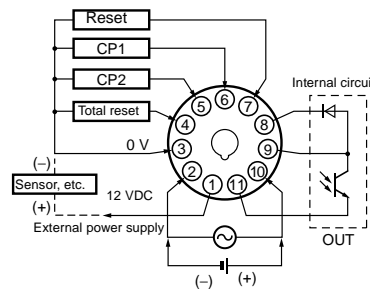 Reset
CP1
CP2
Total reset
Internal circui
6
5
7
4
8
0 V
3
9
2
10
1
11
(−)
Sensor, etc.
(+)
12 VDC
External power supply
OUT
(−)
(+)